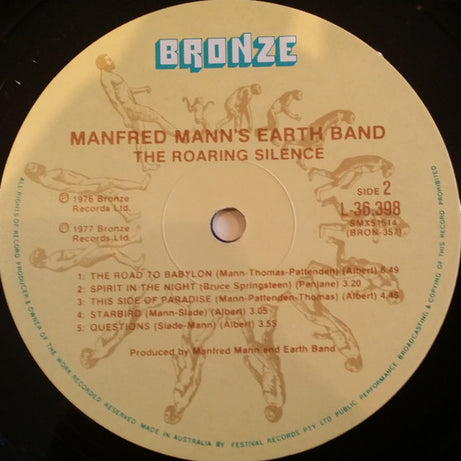 BRONZE
MANFRED MANN'S EARTH BAND
THE ROARING SILENCE
℗ 1976 Bronze
Records Ltd.
© 1977 Bronze
Records Ltd.
SIDE 2
L-36,398
SMX51514
(BRON-357)
1: THE ROAD TO BABYLON (Mann-Thomas-Pattenden) (Albert) 6.49
2: SPIRIT IN THE NIGHT (Bruce Springsteen) (Penjane) 3.20
3: THIS SIDE OF PARADISE (Mann-Pattenden-Thomas) (Albert) 4.45
4: STARBIRD (Mann-Slade) (Albert) 3.05
5: QUESTIONS (Slade-Mann) (Albert) 3.55
Produced by Manfred Mann and Earth Band
ALL RIGHTS OF RECORD PRODUCER & OWNER OF THE WORK RECORDED RESERVED MADE IN AUSTRALIA BY FESTIVAL RECORDS PTY LTD PUBLIC PERFORMANCE BROADCASTING & COPYING OF THIS RECORD PROHIBITED